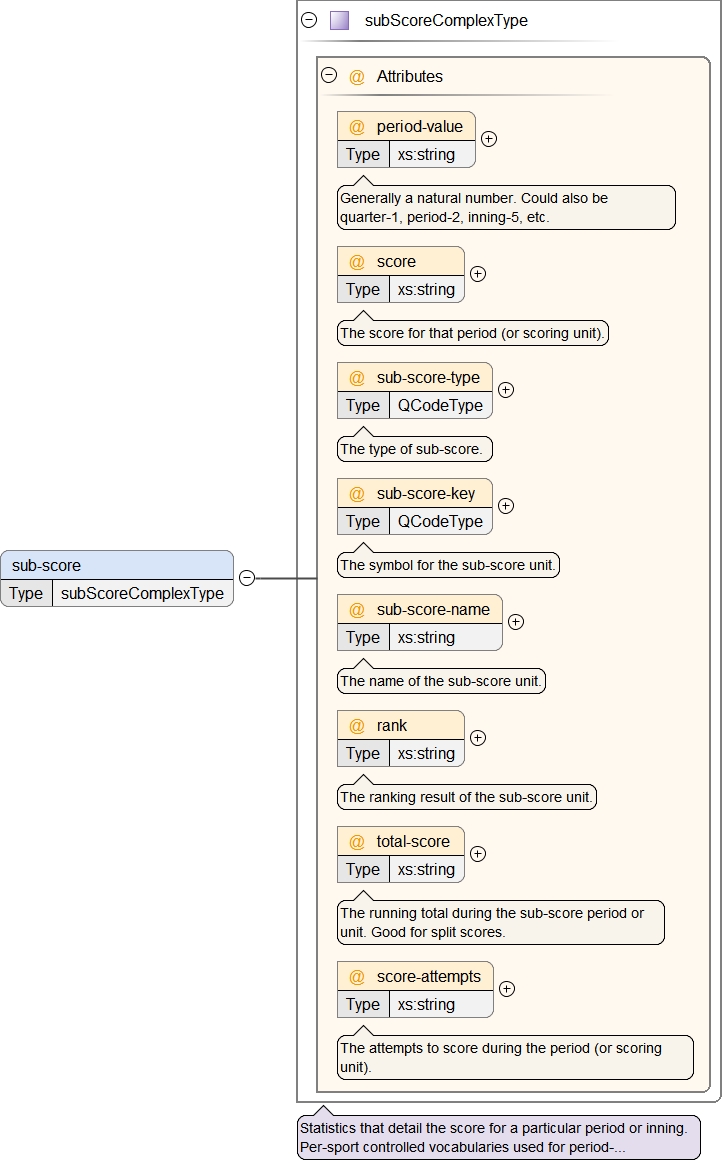 subScoreComplexType
@ Attributes
@ period-value
Type xs:string
Generally a natural number. Could also be
quarter-1, period-2, inning-5, etc.
@ score
Type xs:string
The score for that period (or scoring unit).
@ sub-score-type
Type QCodeType
The type of sub-score.
@ sub-score-key
Type QCodeType
The symbol for the sub-score unit.
sub-score
Type subScoreComplexType
@ sub-score-name
Type xs:string
The name of the sub-score unit.
@ rank
Type xs:string
The ranking result of the sub-score unit.
@ total-score
Type xs:string
The running total during the sub-score period or
unit. Good for split scores.
@ score-attempts
Type xs:string
The attempts to score during the period (or scoring
unit).
Statistics that detail the score for a particular period or inning.
Per-sport controlled vocabularies used for period-...